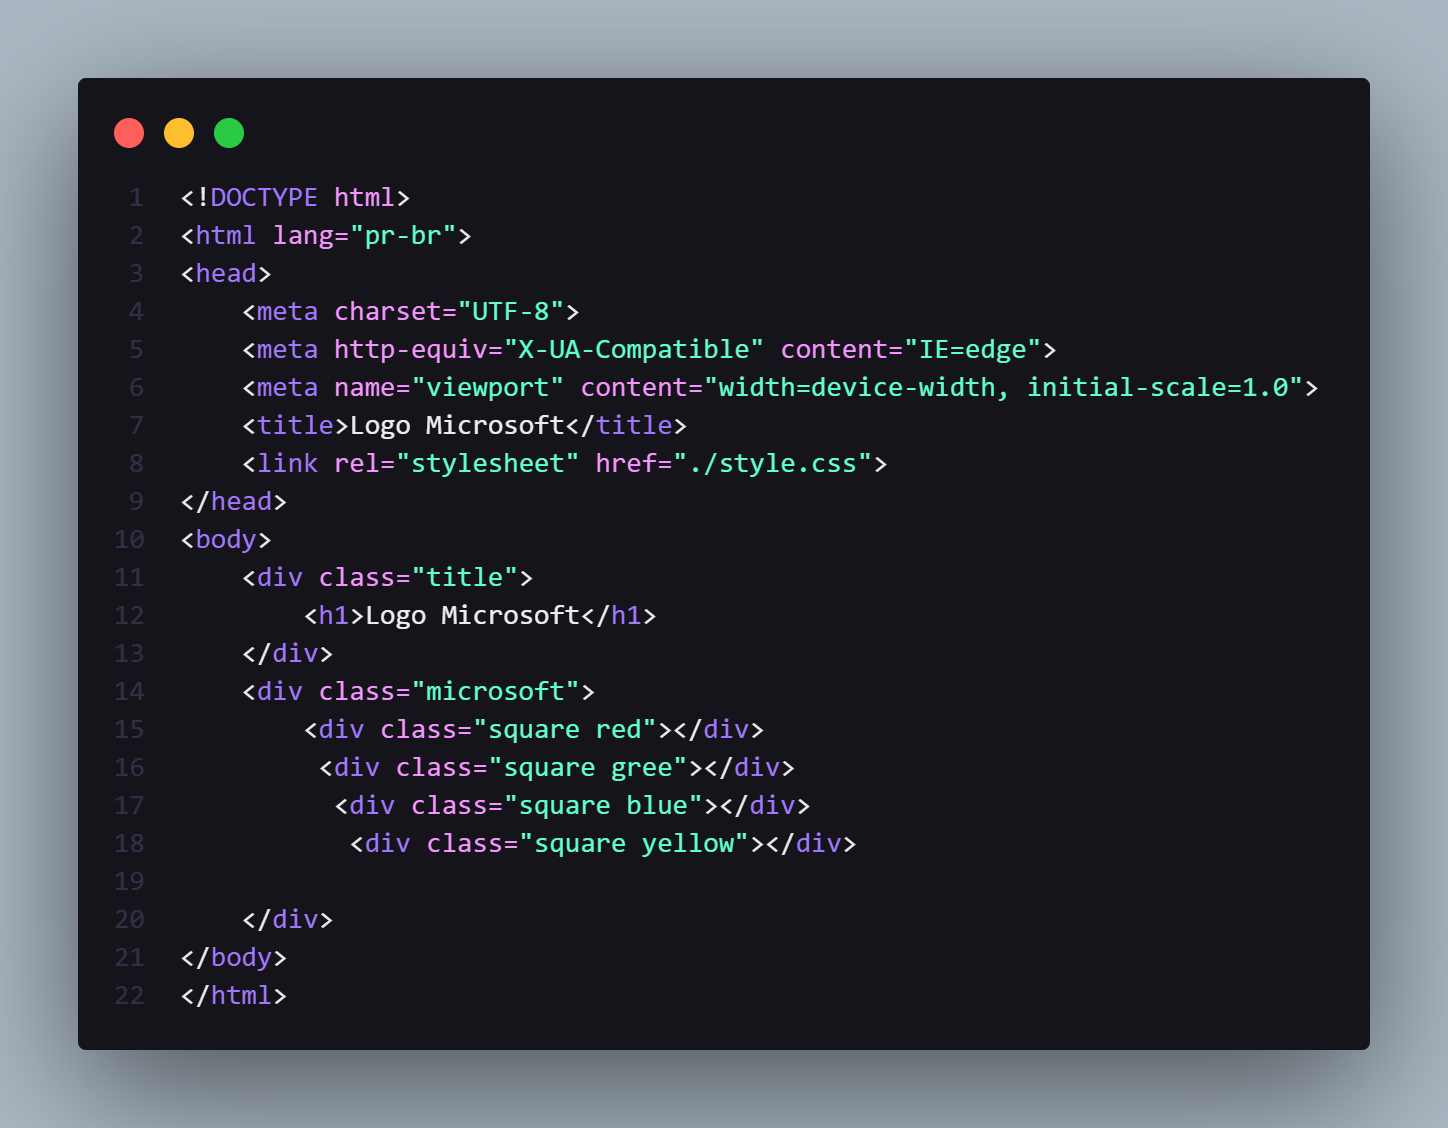 1 <!DOCTYPE html>
2 <html lang="pr-br">
3 <head>
4     <meta charset="UTF-8">
5     <meta http-equiv="X-UA-Compatible" content="IE=edge">
6     <meta name="viewport" content="width=device-width, initial-scale=1.0">
7     <title>Logo Microsoft</title>
8     <link rel="stylesheet" href="./style.css">
9 </head>
10 <body>
11     <div class="title">
12         <h1>Logo Microsoft</h1>
13     </div>
14     <div class="microsoft">
15         <div class="square red"></div>
16          <div class="square gree"></div>
17           <div class="square blue"></div>
18            <div class="square yellow"></div>
19
20     </div>
21 </body>
22 </html>